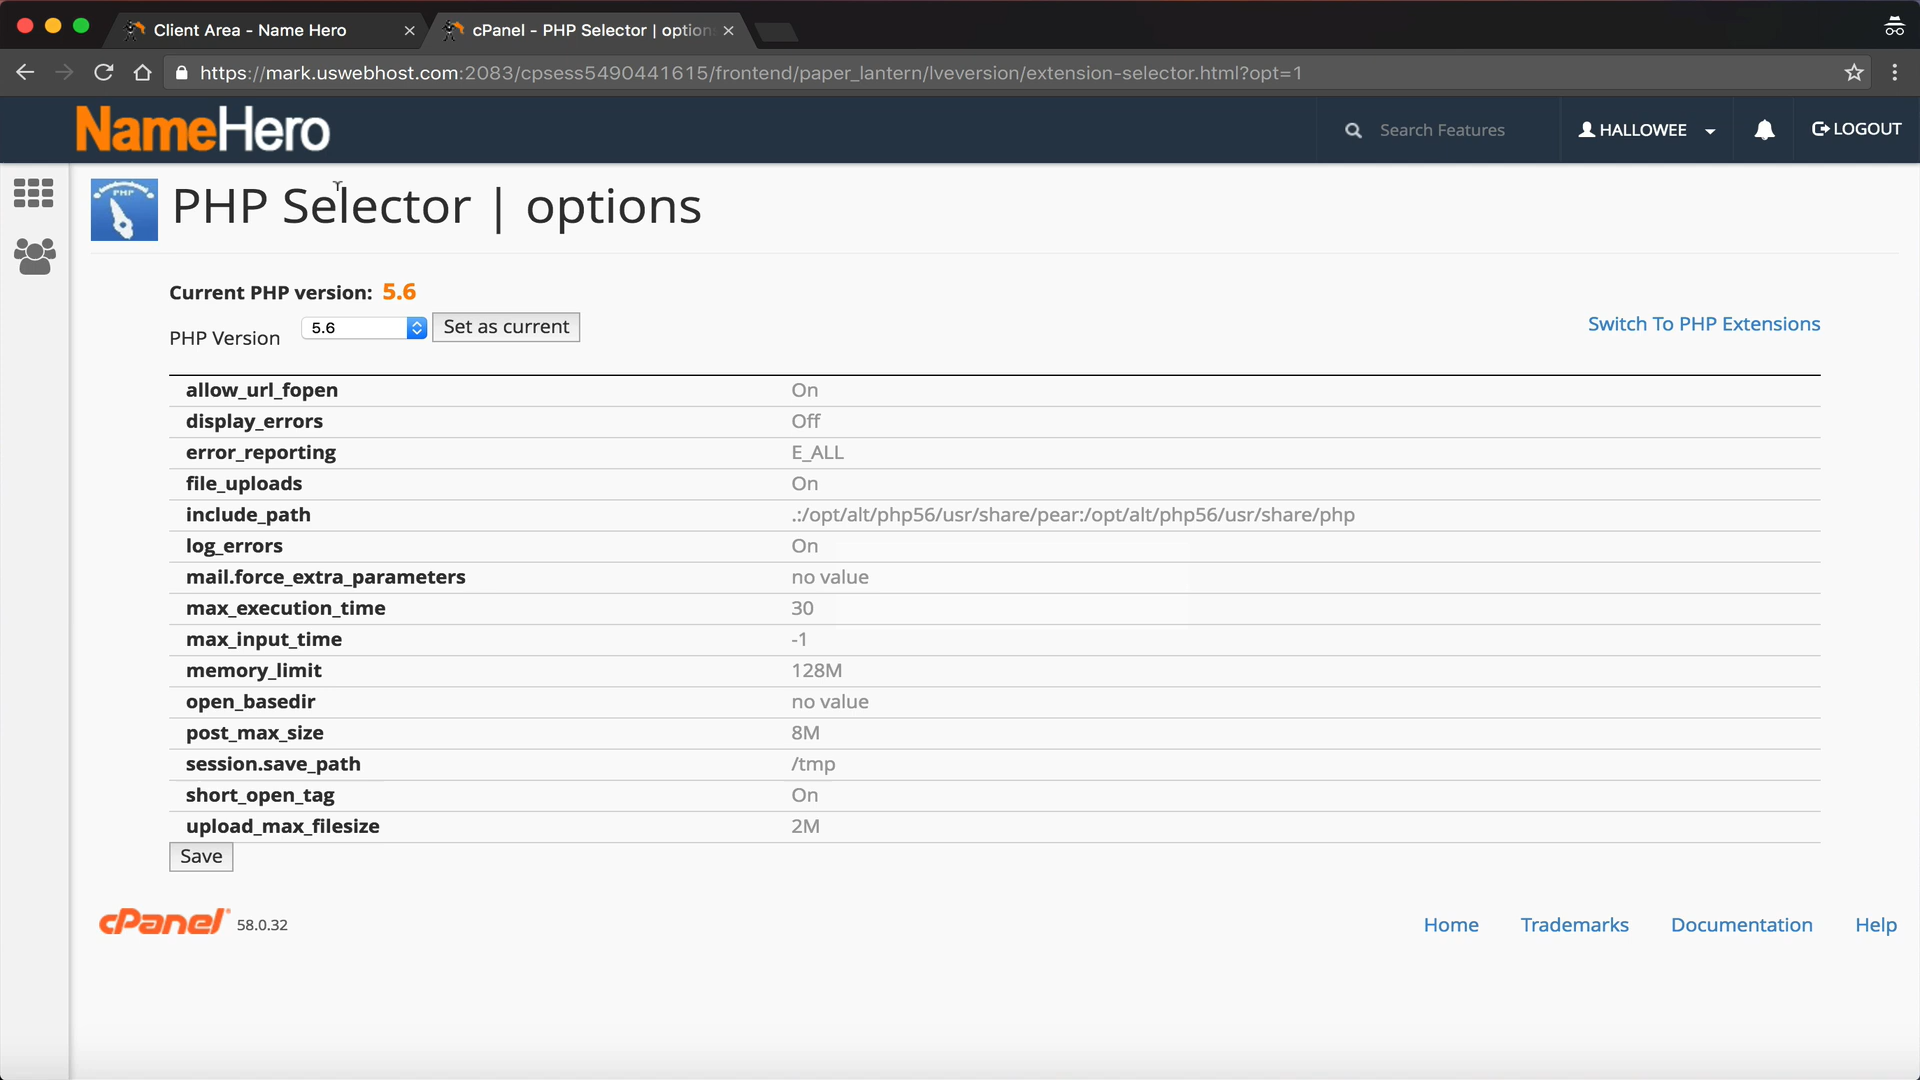 Client Area - Name Hero
cPanel - PHP Selector | option
https://mark.uswebhost.com:2083/cpsess5490441615/frontend/paper_lantern/lveversion/extension-selector.html?opt=1
NameHero
Search Features
HALLOWEE
LOGOUT
PHP
PHP Selector | options
Current PHP version: 5.6
PHP Version 5.6 Set as current
Switch To PHP Extensions
allow_url_fopen On
display_errors Off
error_reporting E_ALL
file_uploads On
include_path .:/opt/alt/php56/usr/share/pear:/opt/alt/php56/usr/share/php
log_errors On
mail.force_extra_parameters no value
max_execution_time 30
max_input_time -1
memory_limit 128M
open_basedir no value
post_max_size 8M
session.save_path /tmp
short_open_tag On
upload_max_filesize 2M
Save
cPanel 58.0.32
Home Trademarks Documentation Help